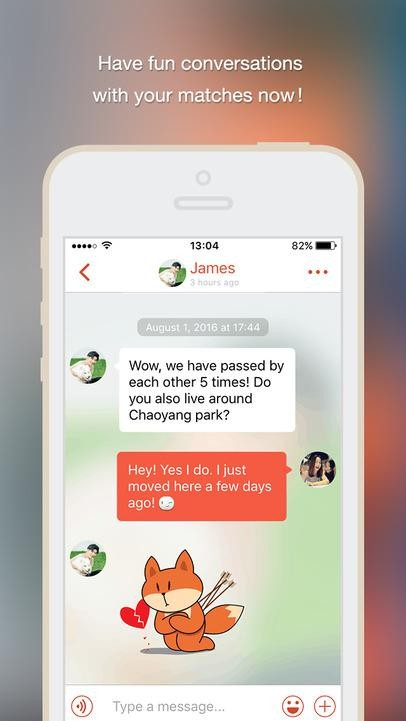 Have fun conversations
with your matches now!
13:04
82%
James
3 hours ago
August 1, 2016 at 17:44
Wow, we have passed by
each other 5 times! Do
you also live around
Chaoyang park?
Hey! Yes I do. I just
moved here a few days
ago! 😉
Type a message...